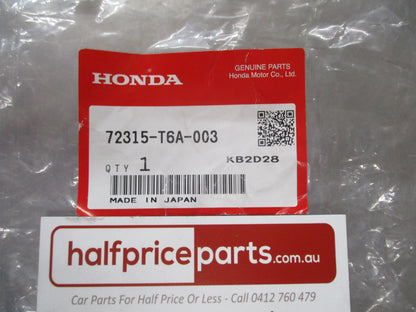 HONDA
GENUINE PARTS
Honda Motor Co., Ltd.
72315-T6A-003
QTY 1
KB2D28
MADE IN JAPAN
halfpriceparts.com.au
Car Parts For Half Price Or Less - Call 0412 760 479